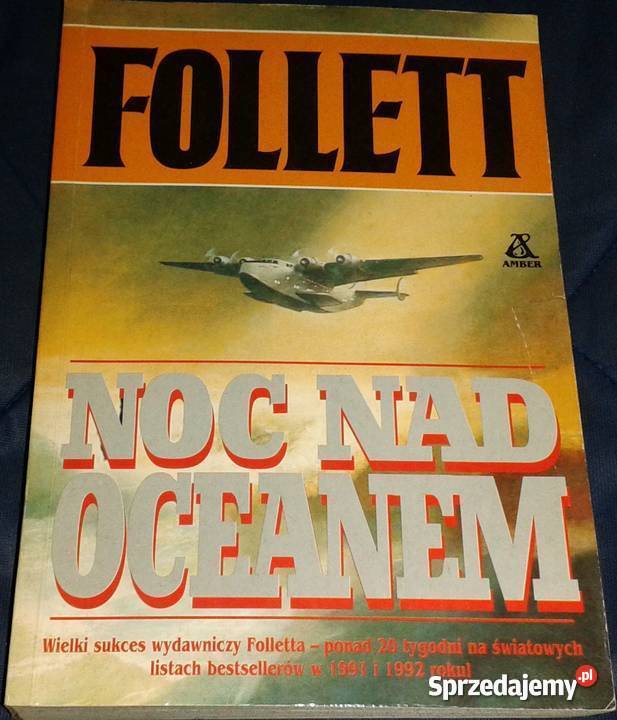 FOLLETT
AMBER
NOC NAD
OCEANEM
Wielki sukces wydawniczy Folletta – ponad 20 tygodni na światowych
listach bestsellerów w 1991 i 1992 roku!
Sprzedajemy.pl